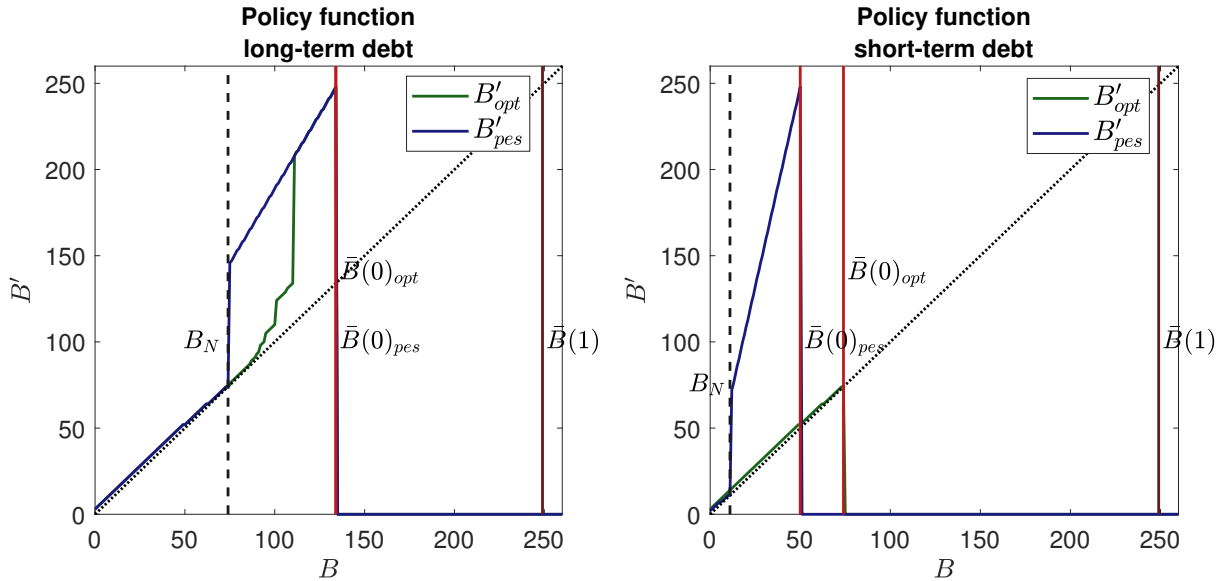 Policy function
long-term debt
B′
250
200
150
100
50
0
B′opt
B′pes
B̄(0)opt
B_N
B̄(0)pes
B̄(1)
0
50
100
150
200
250
B
Policy function
short-term debt
B′
250
200
150
100
50
0
B′opt
B′pes
B̄(0)opt
B̄(0)pes
B̄(1)
B_N
0
50
100
150
200
250
B